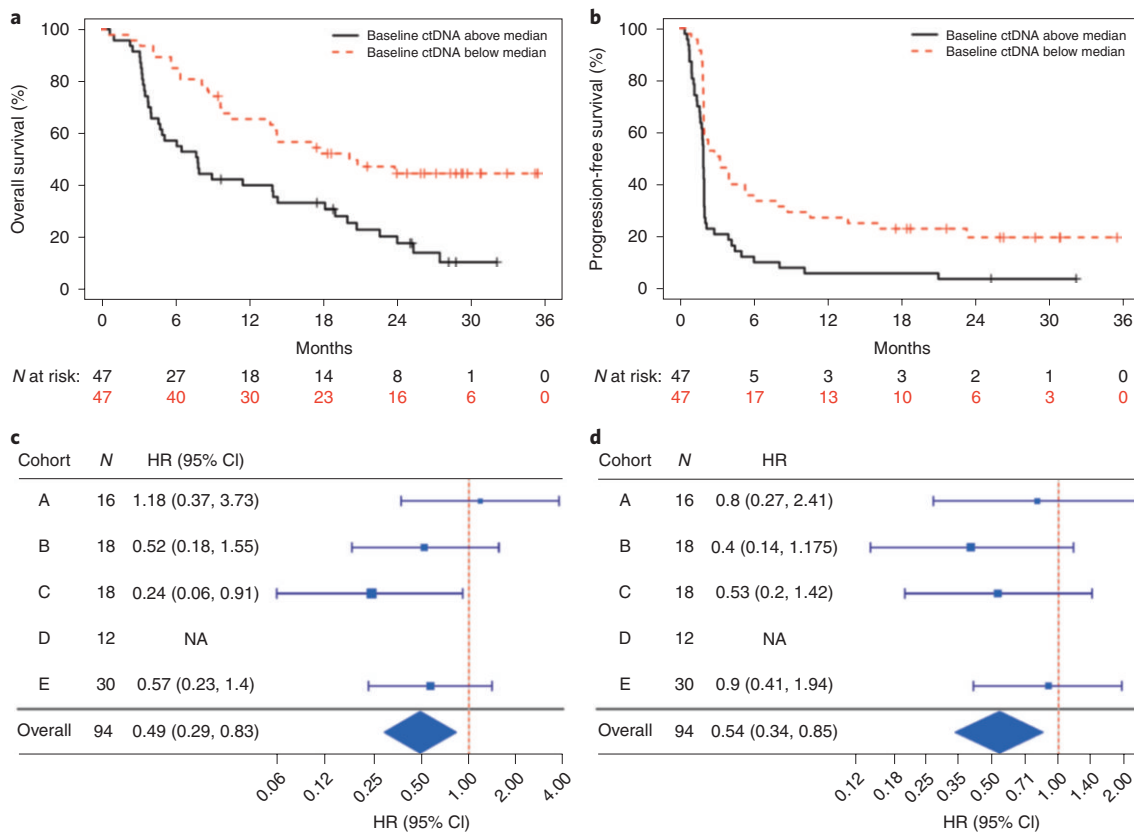 a
Baseline ctDNA above median
Baseline ctDNA below median
Overall survival (%)
100
80
60
40
20
0
0 6 12 18 24 30 36
Months
N at risk: 47 27 18 14 8 1 0
47 40 30 23 16 6 0
b
Baseline ctDNA above median
Baseline ctDNA below median
Progression-free survival (%)
100
80
60
40
20
0
0 6 12 18 24 30 36
Months
N at risk: 47 5 3 3 2 1 0
47 17 13 10 6 3 0
c
Cohort N HR (95% CI)
A 16 1.18 (0.37, 3.73)
B 18 0.52 (0.18, 1.55)
C 18 0.24 (0.06, 0.91)
D 12 NA
E 30 0.57 (0.23, 1.4)
Overall 94 0.49 (0.29, 0.83)
0.06 0.12 0.25 0.50 1.00 2.00 4.00
HR (95% CI)
d
Cohort N HR
A 16 0.8 (0.27, 2.41)
B 18 0.4 (0.14, 1.175)
C 18 0.53 (0.2, 1.42)
D 12 NA
E 30 0.9 (0.41, 1.94)
Overall 94 0.54 (0.34, 0.85)
0.12 0.18 0.25 0.35 0.50 0.71 1.00 1.40 2.00
HR (95% CI)